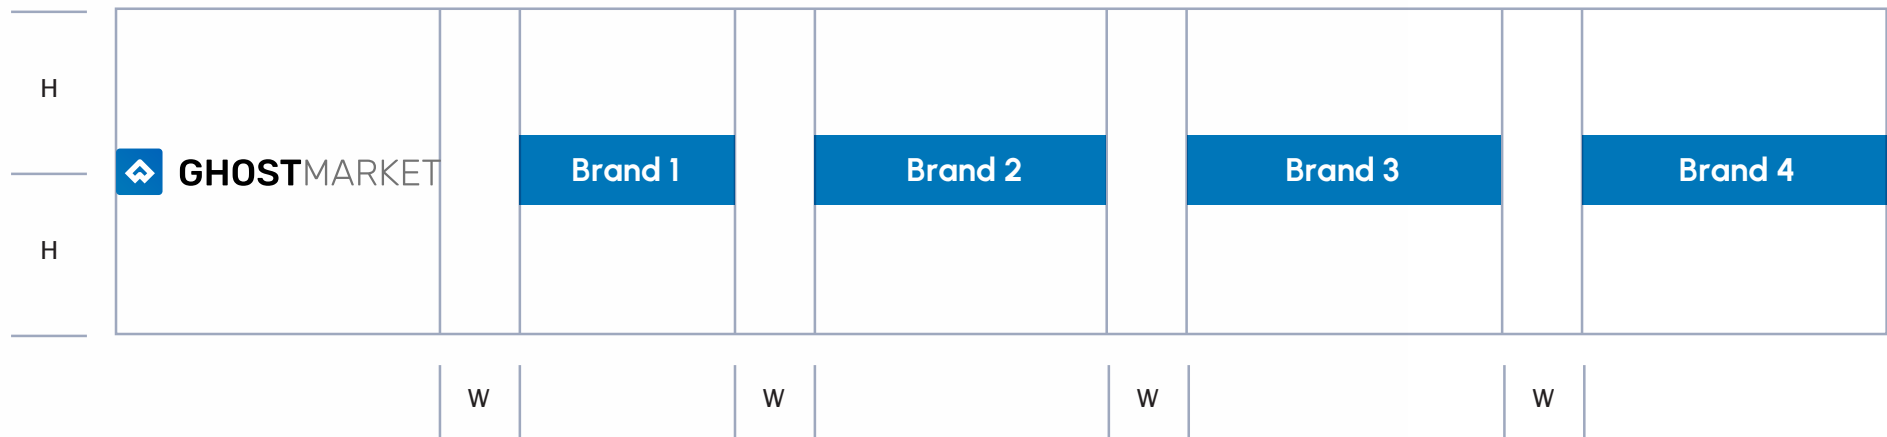 H
GHOSTMARKET Brand 1 Brand 2 Brand 3 Brand 4
H
W W W W